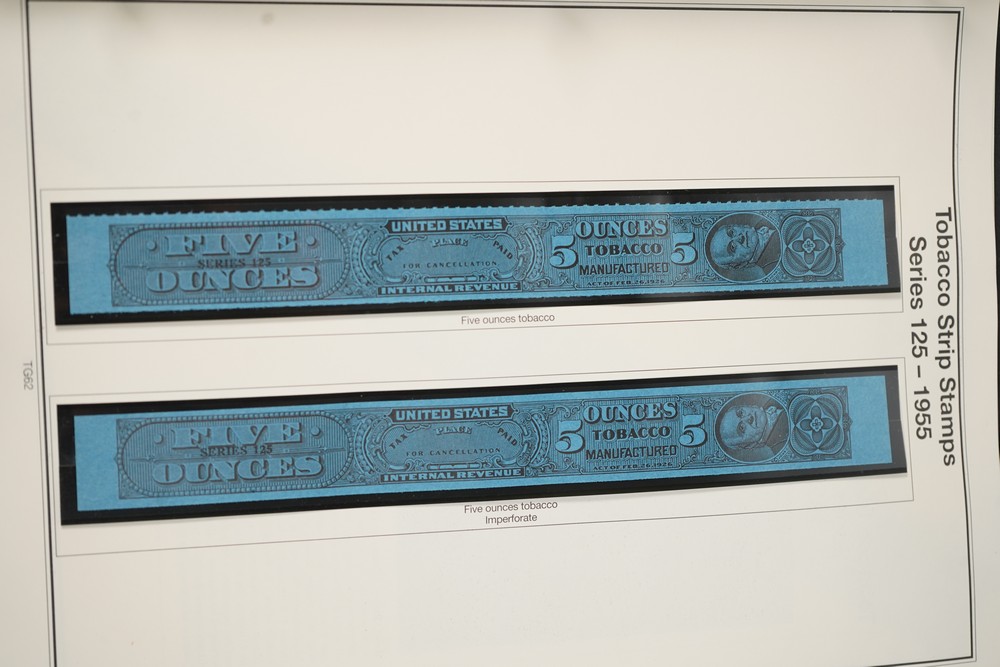 Tobacco Strip Stamps
Series 125 – 1955
FIVE
SERIES 125
OUNCES
UNITED STATES
TAX PLACE PAID
FOR CANCELLATION
INTERNAL REVENUE
5 OUNCES 5
TOBACCO
MANUFACTURED
ACT OF FEB. 26, 1926
Five ounces tobacco
FIVE
SERIES 125
OUNCES
UNITED STATES
TAX PLACE PAID
FOR CANCELLATION
INTERNAL REVENUE
5 OUNCES 5
TOBACCO
MANUFACTURED
ACT OF FEB. 26, 1926
Five ounces tobacco
Imperforate
TG62